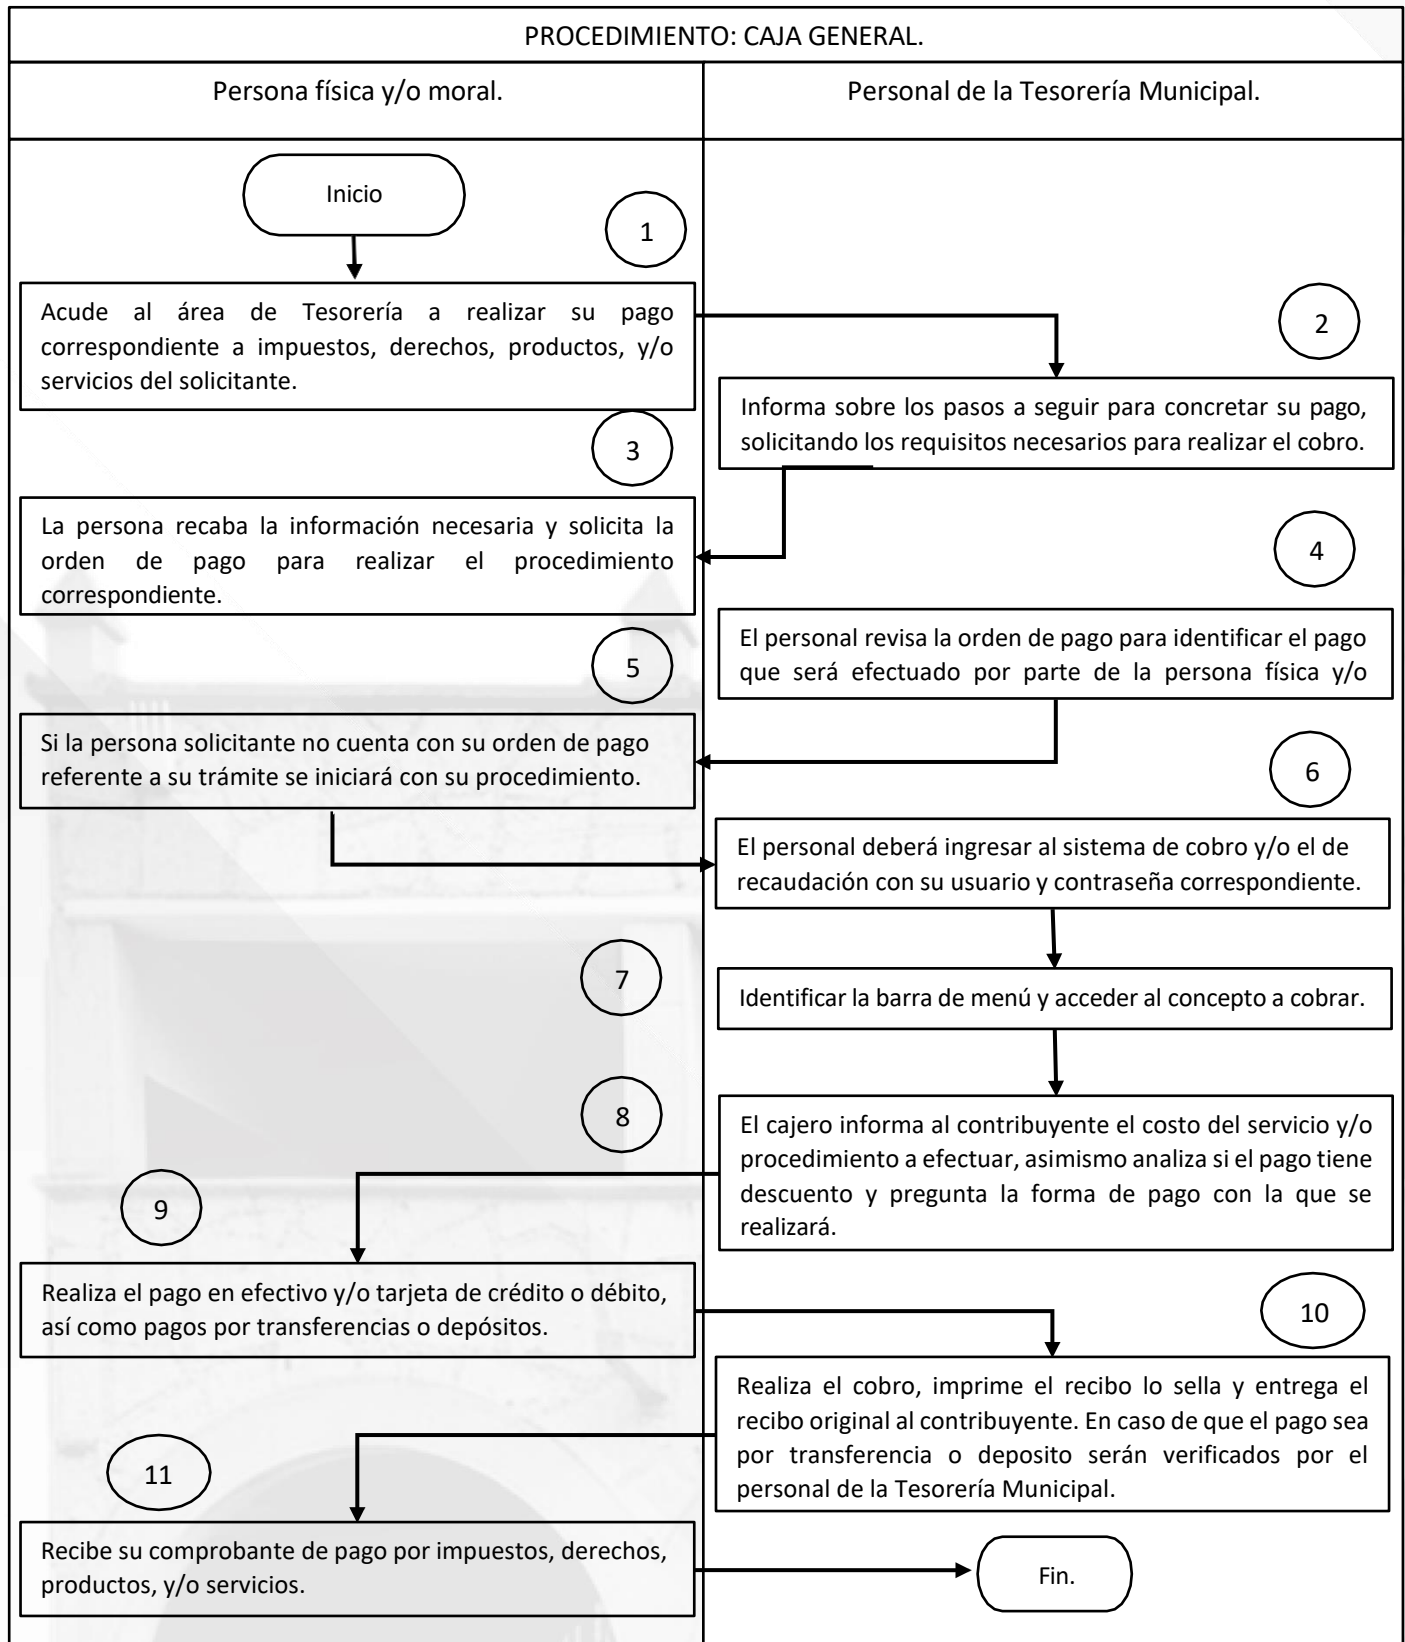 PROCEDIMIENTO: CAJA GENERAL.
Persona física y/o moral.
Personal de la Tesorería Municipal.
Inicio
1
Acude al área de Tesorería a realizar su pago
correspondiente a impuestos, derechos, productos, y/o
servicios del solicitante.
2
Informa sobre los pasos a seguir para concretar su pago,
solicitando los requisitos necesarios para realizar el cobro.
3
La persona recaba la información necesaria y solicita la
orden de pago para realizar el procedimiento
correspondiente.
4
El personal revisa la orden de pago para identificar el pago
que será efectuado por parte de la persona física y/o
5
Si la persona solicitante no cuenta con su orden de pago
referente a su trámite se iniciará con su procedimiento.
6
El personal deberá ingresar al sistema de cobro y/o el de
recaudación con su usuario y contraseña correspondiente.
7
Identificar la barra de menú y acceder al concepto a cobrar.
8
El cajero informa al contribuyente el costo del servicio y/o
procedimiento a efectuar, asimismo analiza si el pago tiene
descuento y pregunta la forma de pago con la que se
realizará.
9
Realiza el pago en efectivo y/o tarjeta de crédito o débito,
así como pagos por transferencias o depósitos.
10
Realiza el cobro, imprime el recibo lo sella y entrega el
recibo original al contribuyente. En caso de que el pago sea
por transferencia o deposito serán verificados por el
personal de la Tesorería Municipal.
11
Recibe su comprobante de pago por impuestos, derechos,
productos, y/o servicios.
Fin.